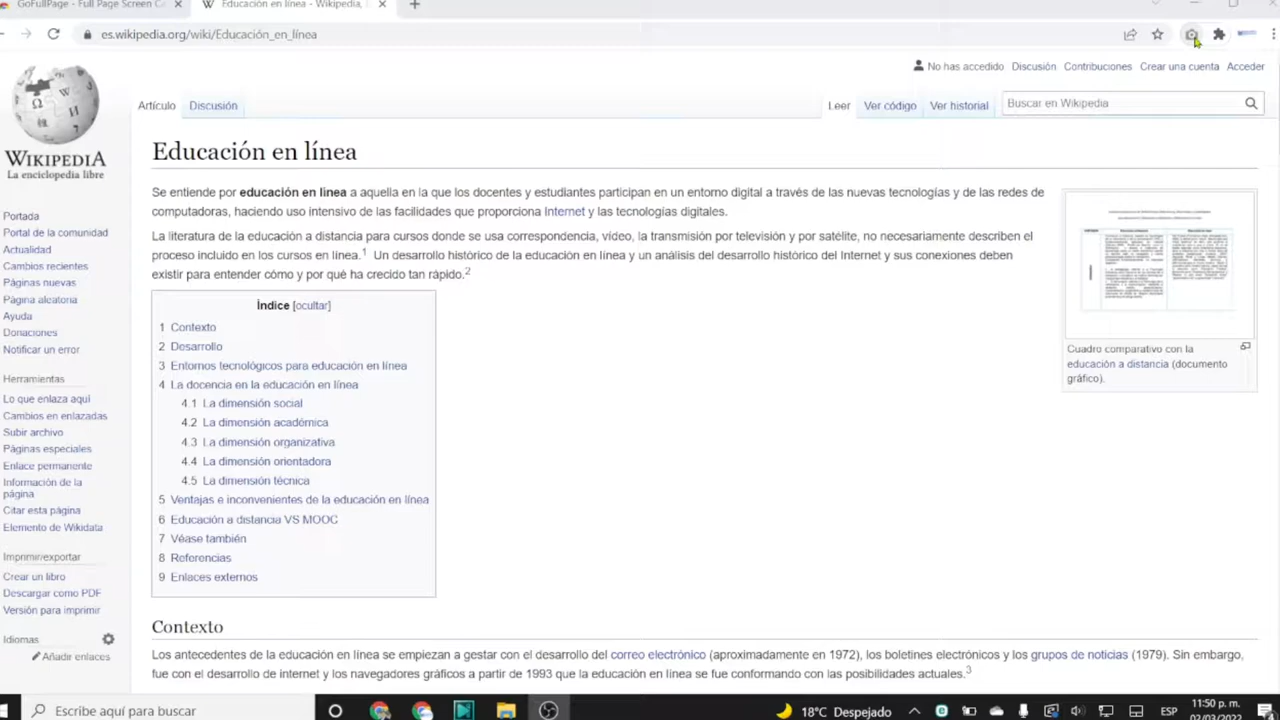 GoFullPage - Full Page Screen Ca
Educación en línea - Wikipedia,
es.wikipedia.org/wiki/Educación_en_línea
No has accedido Discusión Contribuciones Crear una cuenta Acceder
Artículo Discusión Leer Ver código Ver historial Buscar en Wikipedia
WIKIPEDIA
La enciclopedia libre
Portada
Portal de la comunidad
Actualidad
Cambios recientes
Páginas nuevas
Página aleatoria
Ayuda
Donaciones
Notificar un error
Herramientas
Lo que enlaza aquí
Cambios en enlazadas
Subir archivo
Páginas especiales
Enlace permanente
Información de la
página
Citar esta página
Elemento de Wikidata
Imprimir/exportar
Crear un libro
Descargar como PDF
Versión para imprimir
Idiomas
Añadir enlaces
Educación en línea
Se entiende por educación en línea a aquella en la que los docentes y estudiantes participan en un entorno digital a través de las nuevas tecnologías y de las redes de
computadoras, haciendo uso intensivo de las facilidades que proporciona Internet y las tecnologías digitales.
La literatura de la educación a distancia para cursos donde se usa correspondencia, vídeo, la transmisión por televisión y por satélite, no necesariamente describen el
proceso incluido en los cursos en línea.1 Un desarrollo histórico de la educación en línea y un análisis del desarrollo histórico del Internet y sus conexiones deben
existir para entender cómo y por qué ha crecido tan rápido.2
Cuadro comparativo con la
educación a distancia (documento
gráfico).
Índice [ocultar]
1 Contexto
2 Desarrollo
3 Entornos tecnológicos para educación en línea
4 La docencia en la educación en línea
4.1 La dimensión social
4.2 La dimensión académica
4.3 La dimensión organizativa
4.4 La dimensión orientadora
4.5 La dimensión técnica
5 Ventajas e inconvenientes de la educación en línea
6 Educación a distancia VS MOOC
7 Véase también
8 Referencias
9 Enlaces externos
Contexto
Los antecedentes de la educación en línea se empiezan a gestar con el desarrollo del correo electrónico (aproximadamente en 1972), los boletines electrónicos y los grupos de noticias (1979). Sin embargo,
fue con el desarrollo de internet y los navegadores gráficos a partir de 1993 que la educación en línea se fue conformando con las posibilidades actuales.3
Escribe aquí para buscar
18°C Despejado
ESP
11:50 p. m.
02/03/2022